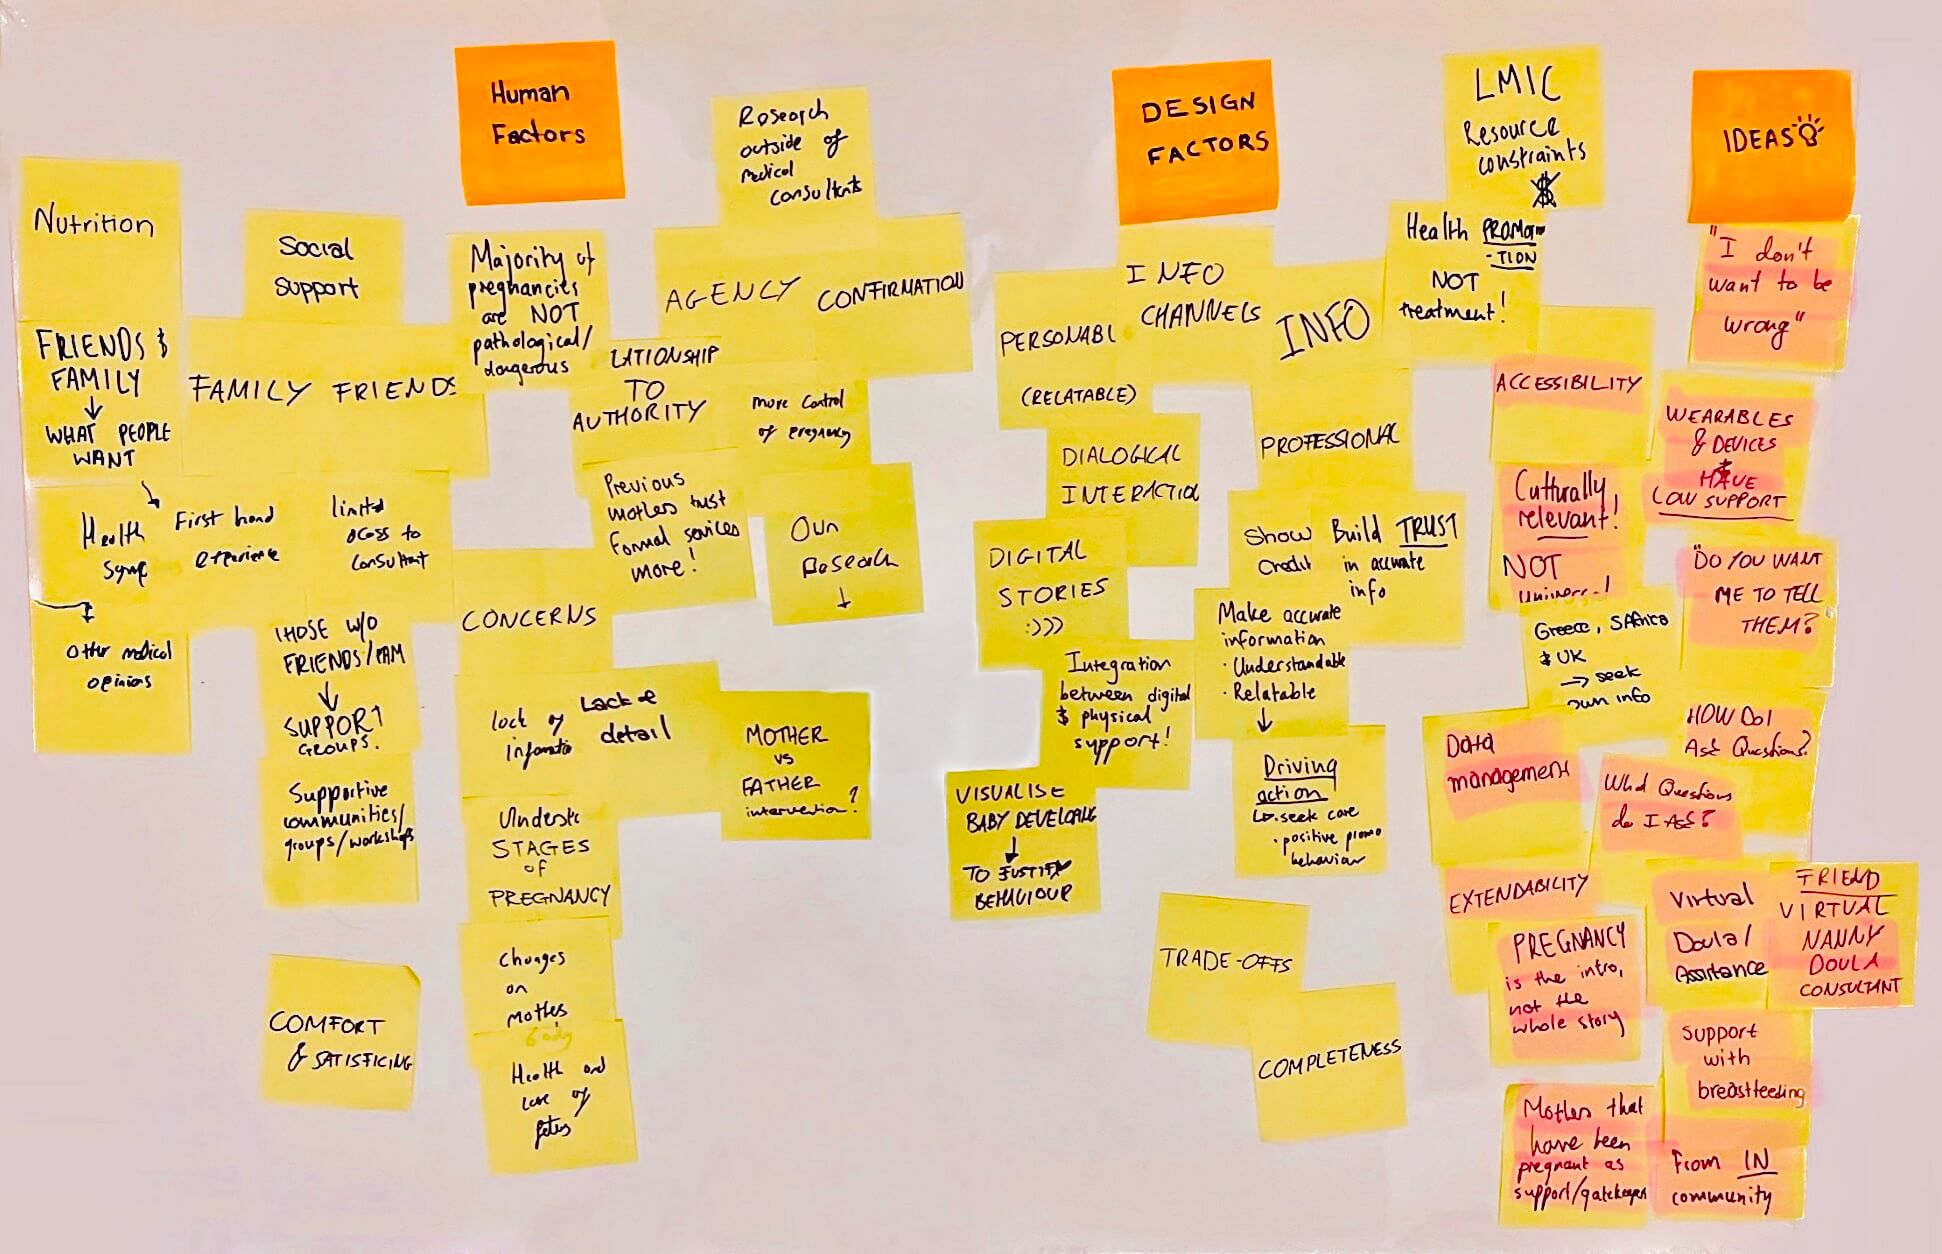 Human
Factors
Research
outside of
medical
consultants
Nutrition
Social
Support
Majority of
pregnancies
are NOT
pathological/
dangerous
AGENCY
CONFIRMATION
FRIENDS &
FAMILY
↓
WHAT PEOPLE
WANT
FAMILY
FRIENDS
LATIONSHIP
TO
AUTHORITY
more control
of pregnancy
Health
First hand
experience
limited
access to
consultant
Previous
mothers trust
formal services
more!
Own
Research
↓
Other medical
opinions
THOSE W/O
FRIENDS/FAM
↓
SUPPORT
GROUPS.
CONCERNS
Supportive
communities/
groups/workshops
lack of
informatio
Lack of
detail
MOTHER
vs
FATHER
intervention?
Understa
STAGES
OF
PREGNANCY
Changes
on
mothers
body
Health and
care of
fetus
COMFORT
& SATISFICING
DESIGN
FACTORS
LMIC
Resource
constraints
$
Health PROMO
-TION
NOT
treatment!
INFO
CHANNELS
PERSONABL
(RELATABLE)
INFO
DIALOGICAL
INTERACTIO
PROFESSIONAL
DIGITAL
STORIES
:)))
Show
Credit
Build TRUST
in accurate
info
Make accurate
information
· Understandable
· Relatable
↓
Integration
between digital
& physical
support!
Driving
action
↳ · seek care
· positive promo
behaviour
VISUALISE
BABY DEVELOPING
↓
TO JUSTIFY
BEHAVIOUR
TRADE-OFFS
COMPLETENESS
IDEAS
"I don't
want to be
wrong"
ACCESSIBILITY
WEARABLES
& DEVICES
HAVE
LOW SUPPORT
Culturally
relevant!
NOT
univers..!
"DO YOU WANT
ME TO TELL
THEM?
Greece, SAfrica
& UK
→ seek
own info
HOW DO I
Ask Questions?
Data
management
What Questions
do I Ask?
EXTENDABILITY
Virtual
Doula/
Assistance
FRIEND
VIRTUAL
NANNY
DOULA
CONSULTANT
PREGNANCY
is the intro,
not the
whole story
Support
with
breastfeeding
Mothers that
have been
pregnant as
support/gatekeeper
From IN
community